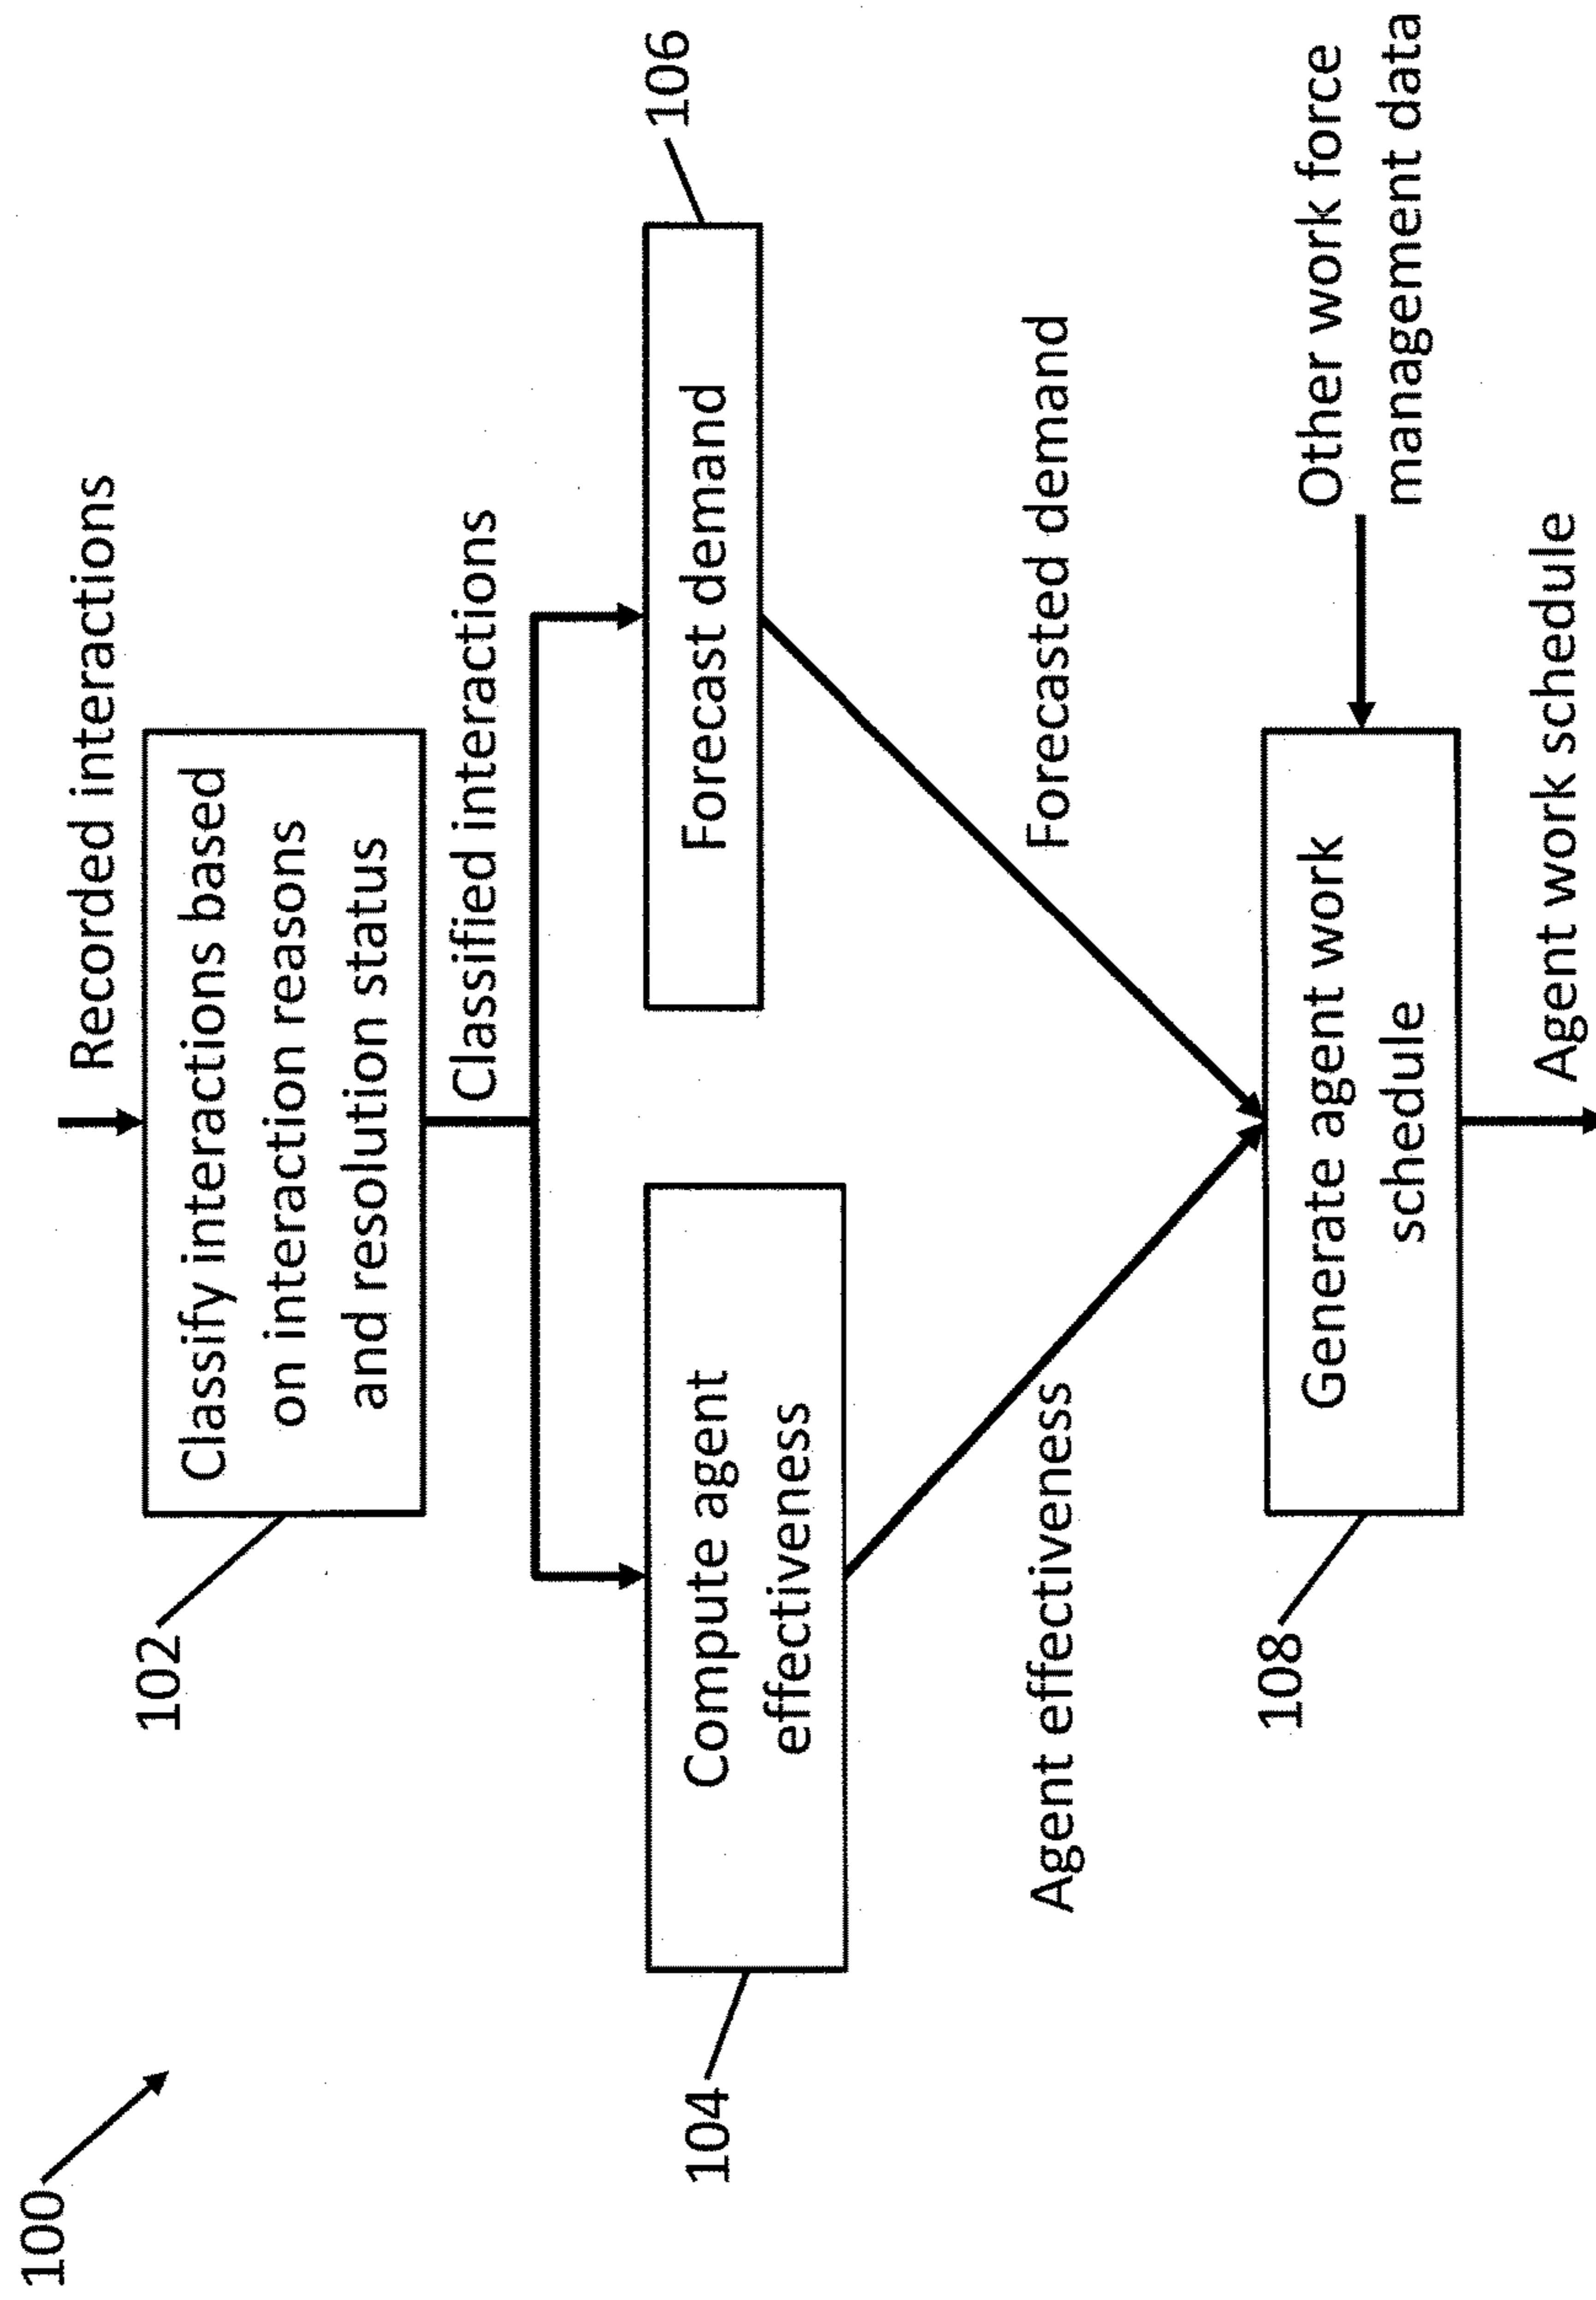 100
Recorded interactions
102
Classify interactions based
on interaction reasons
and resolution status
Classified interactions
104
Compute agent
effectiveness
Forecast demand
106
Agent effectiveness
Forecasted demand
108
Generate agent work
schedule
Other work force
management data
Agent work schedule